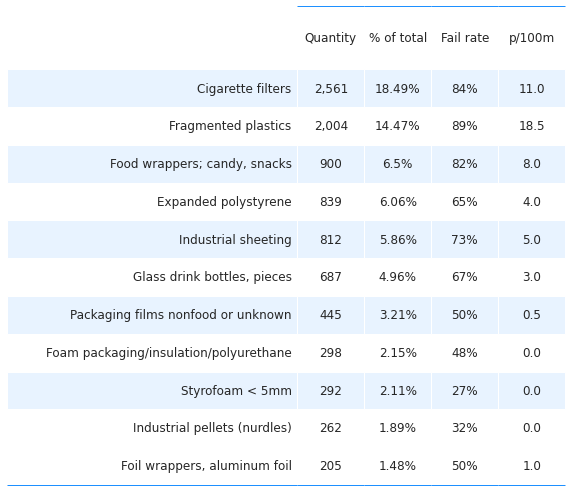 Quantity % of total Fail rate p/100m
Cigarette filters 2,561 18.49% 84% 11.0
Fragmented plastics 2,004 14.47% 89% 18.5
Food wrappers; candy, snacks 900 6.5% 82% 8.0
Expanded polystyrene 839 6.06% 65% 4.0
Industrial sheeting 812 5.86% 73% 5.0
Glass drink bottles, pieces 687 4.96% 67% 3.0
Packaging films nonfood or unknown 445 3.21% 50% 0.5
Foam packaging/insulation/polyurethane 298 2.15% 48% 0.0
Styrofoam < 5mm 292 2.11% 27% 0.0
Industrial pellets (nurdles) 262 1.89% 32% 0.0
Foil wrappers, aluminum foil 205 1.48% 50% 1.0